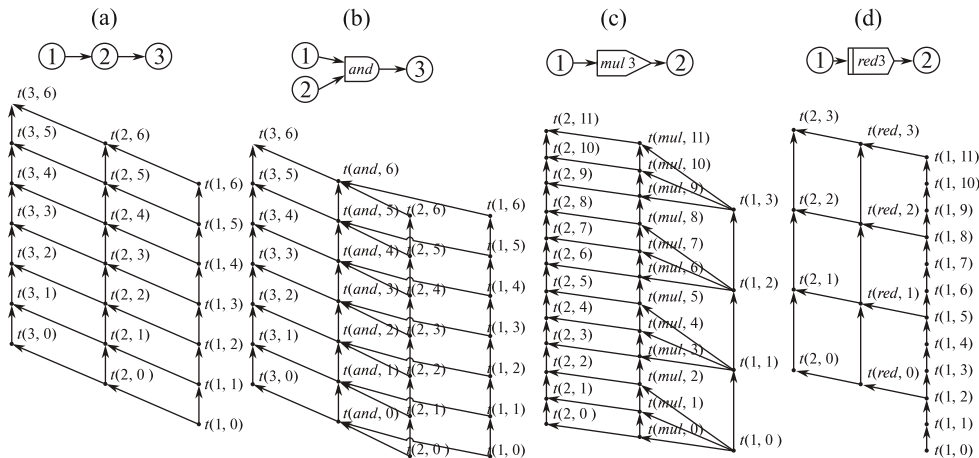 (a) (b) (c) (d)
1 2 3
1 2 and 3
1 mul 3 2
1 red3 2
t(3, 6)
t(3, 5)
t(3, 4)
t(3, 3)
t(3, 2)
t(3, 1)
t(3, 0)
t(2, 6)
t(2, 5)
t(2, 4)
t(2, 3)
t(2, 2)
t(2, 1)
t(2, 0 )
t(1, 6)
t(1, 5)
t(1, 4)
t(1, 3)
t(1, 2)
t(1, 1)
t(1, 0)
t(3, 6)
t(3, 5)
t(3, 4)
t(3, 3)
t(3, 2)
t(3, 1)
t(3, 0)
t(and, 6)
t(and, 5)
t(and, 4)
t(and, 3)
t(and, 2)
t(and, 1)
t(and, 0)
t(2, 6)
t(2, 5)
t(2, 4)
t(2, 3)
t(2, 2)
t(2, 1)
t(2, 0 )
t(1, 6)
t(1, 5)
t(1, 4)
t(1, 3)
t(1, 2)
t(1, 1)
t(1, 0)
t(2, 11)
t(2, 10)
t(2, 9)
t(2, 8)
t(2, 7)
t(2, 6)
t(2, 5)
t(2, 4)
t(2, 3)
t(2, 2)
t(2, 1)
t(2, 0 )
t(mul, 11)
t(mul, 10)
t(mul, 9)
t(mul, 8)
t(mul, 7)
t(mul, 6)
t(mul, 5)
t(mul, 4)
t(mul, 3)
t(mul, 2)
t(mul, 1)
t(mul, 0)
t(1, 3)
t(1, 2)
t(1, 1)
t(1, 0 )
t(2, 3)
t(2, 2)
t(2, 1)
t(2, 0)
t(red, 3)
t(red, 2)
t(red, 1)
t(red, 0)
t(1, 11)
t(1, 10)
t(1, 9)
t(1, 8)
t(1, 7)
t(1, 6)
t(1, 5)
t(1, 4)
t(1, 3)
t(1, 2)
t(1, 1)
t(1, 0)